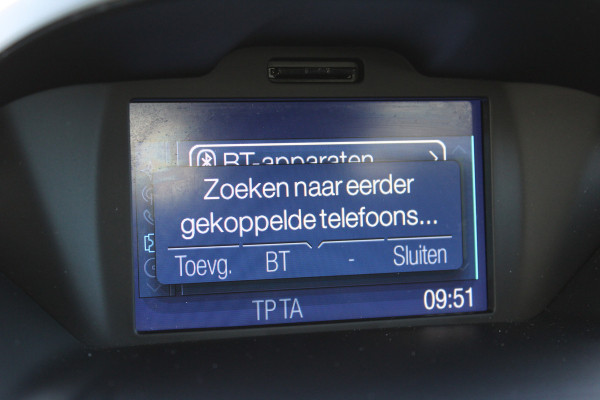 BT-apparaten
Zoeken naar eerder
gekoppelde telefoons...
Toevg. BT - Sluiten
TP TA 09:51